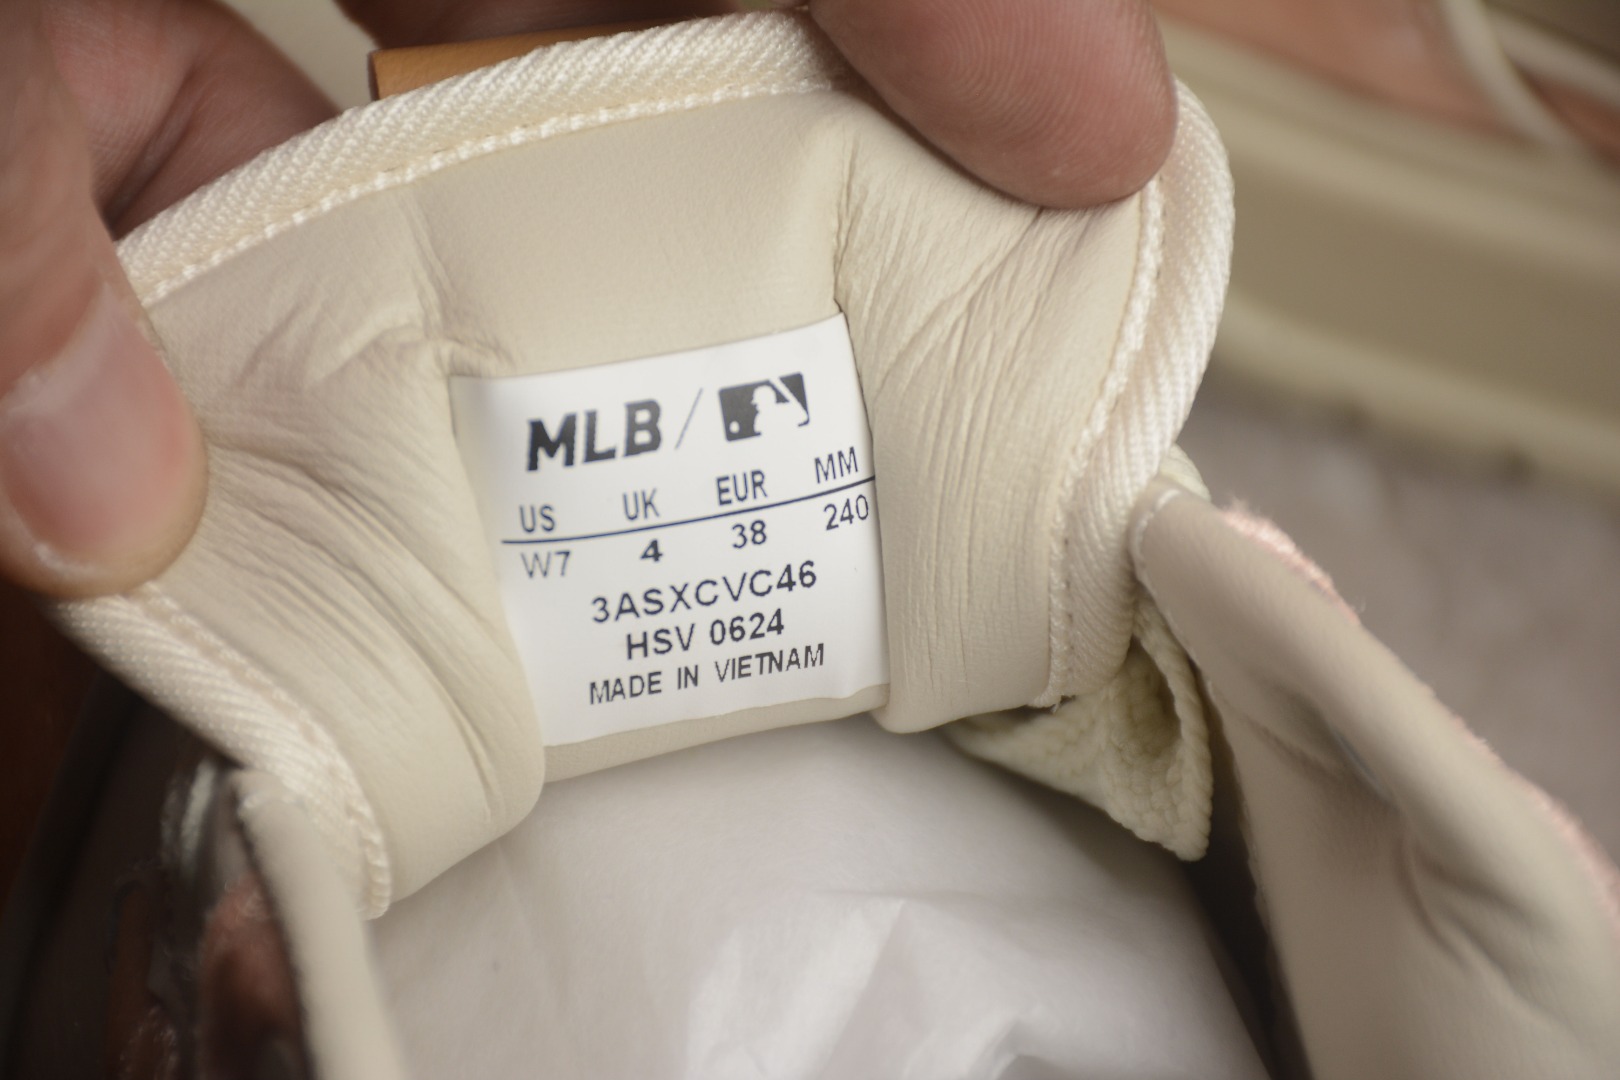 MLB /
US UK EUR MM
W7 4 38 240
3ASXCVC46
HSV 0624
MADE IN VIETNAM